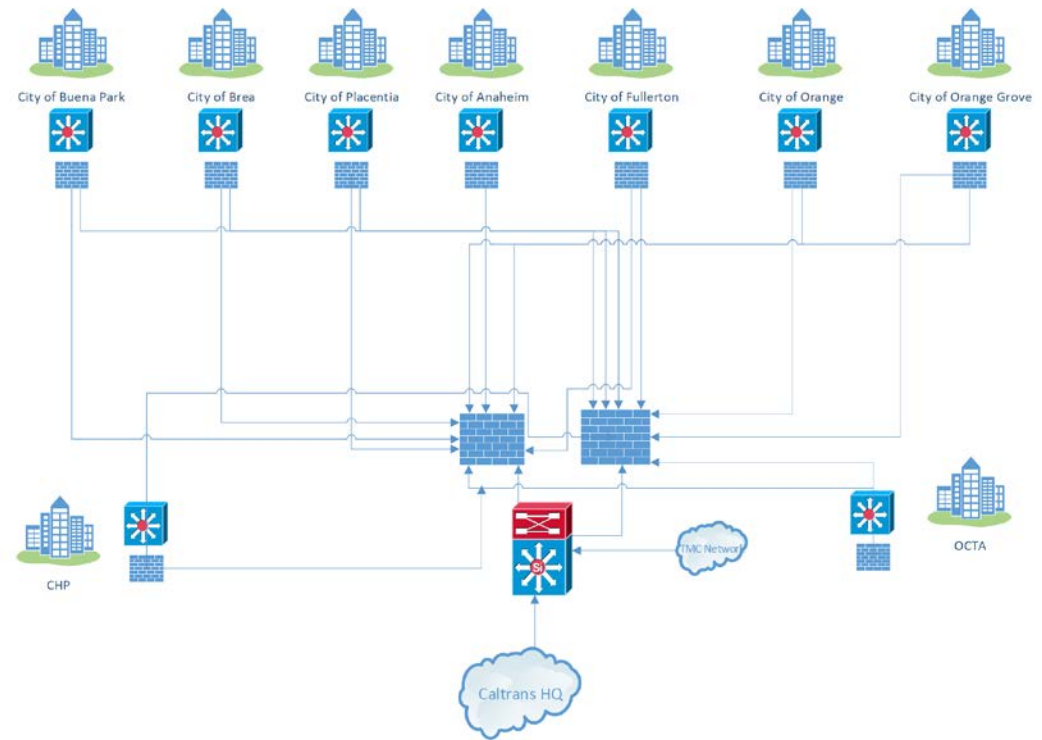 City of Buena Park
City of Brea
City of Placentia
City of Anaheim
City of Fullerton
City of Orange
City of Orange Grove
CHP
Si
TMC Network
OCTA
Caltrans HQ